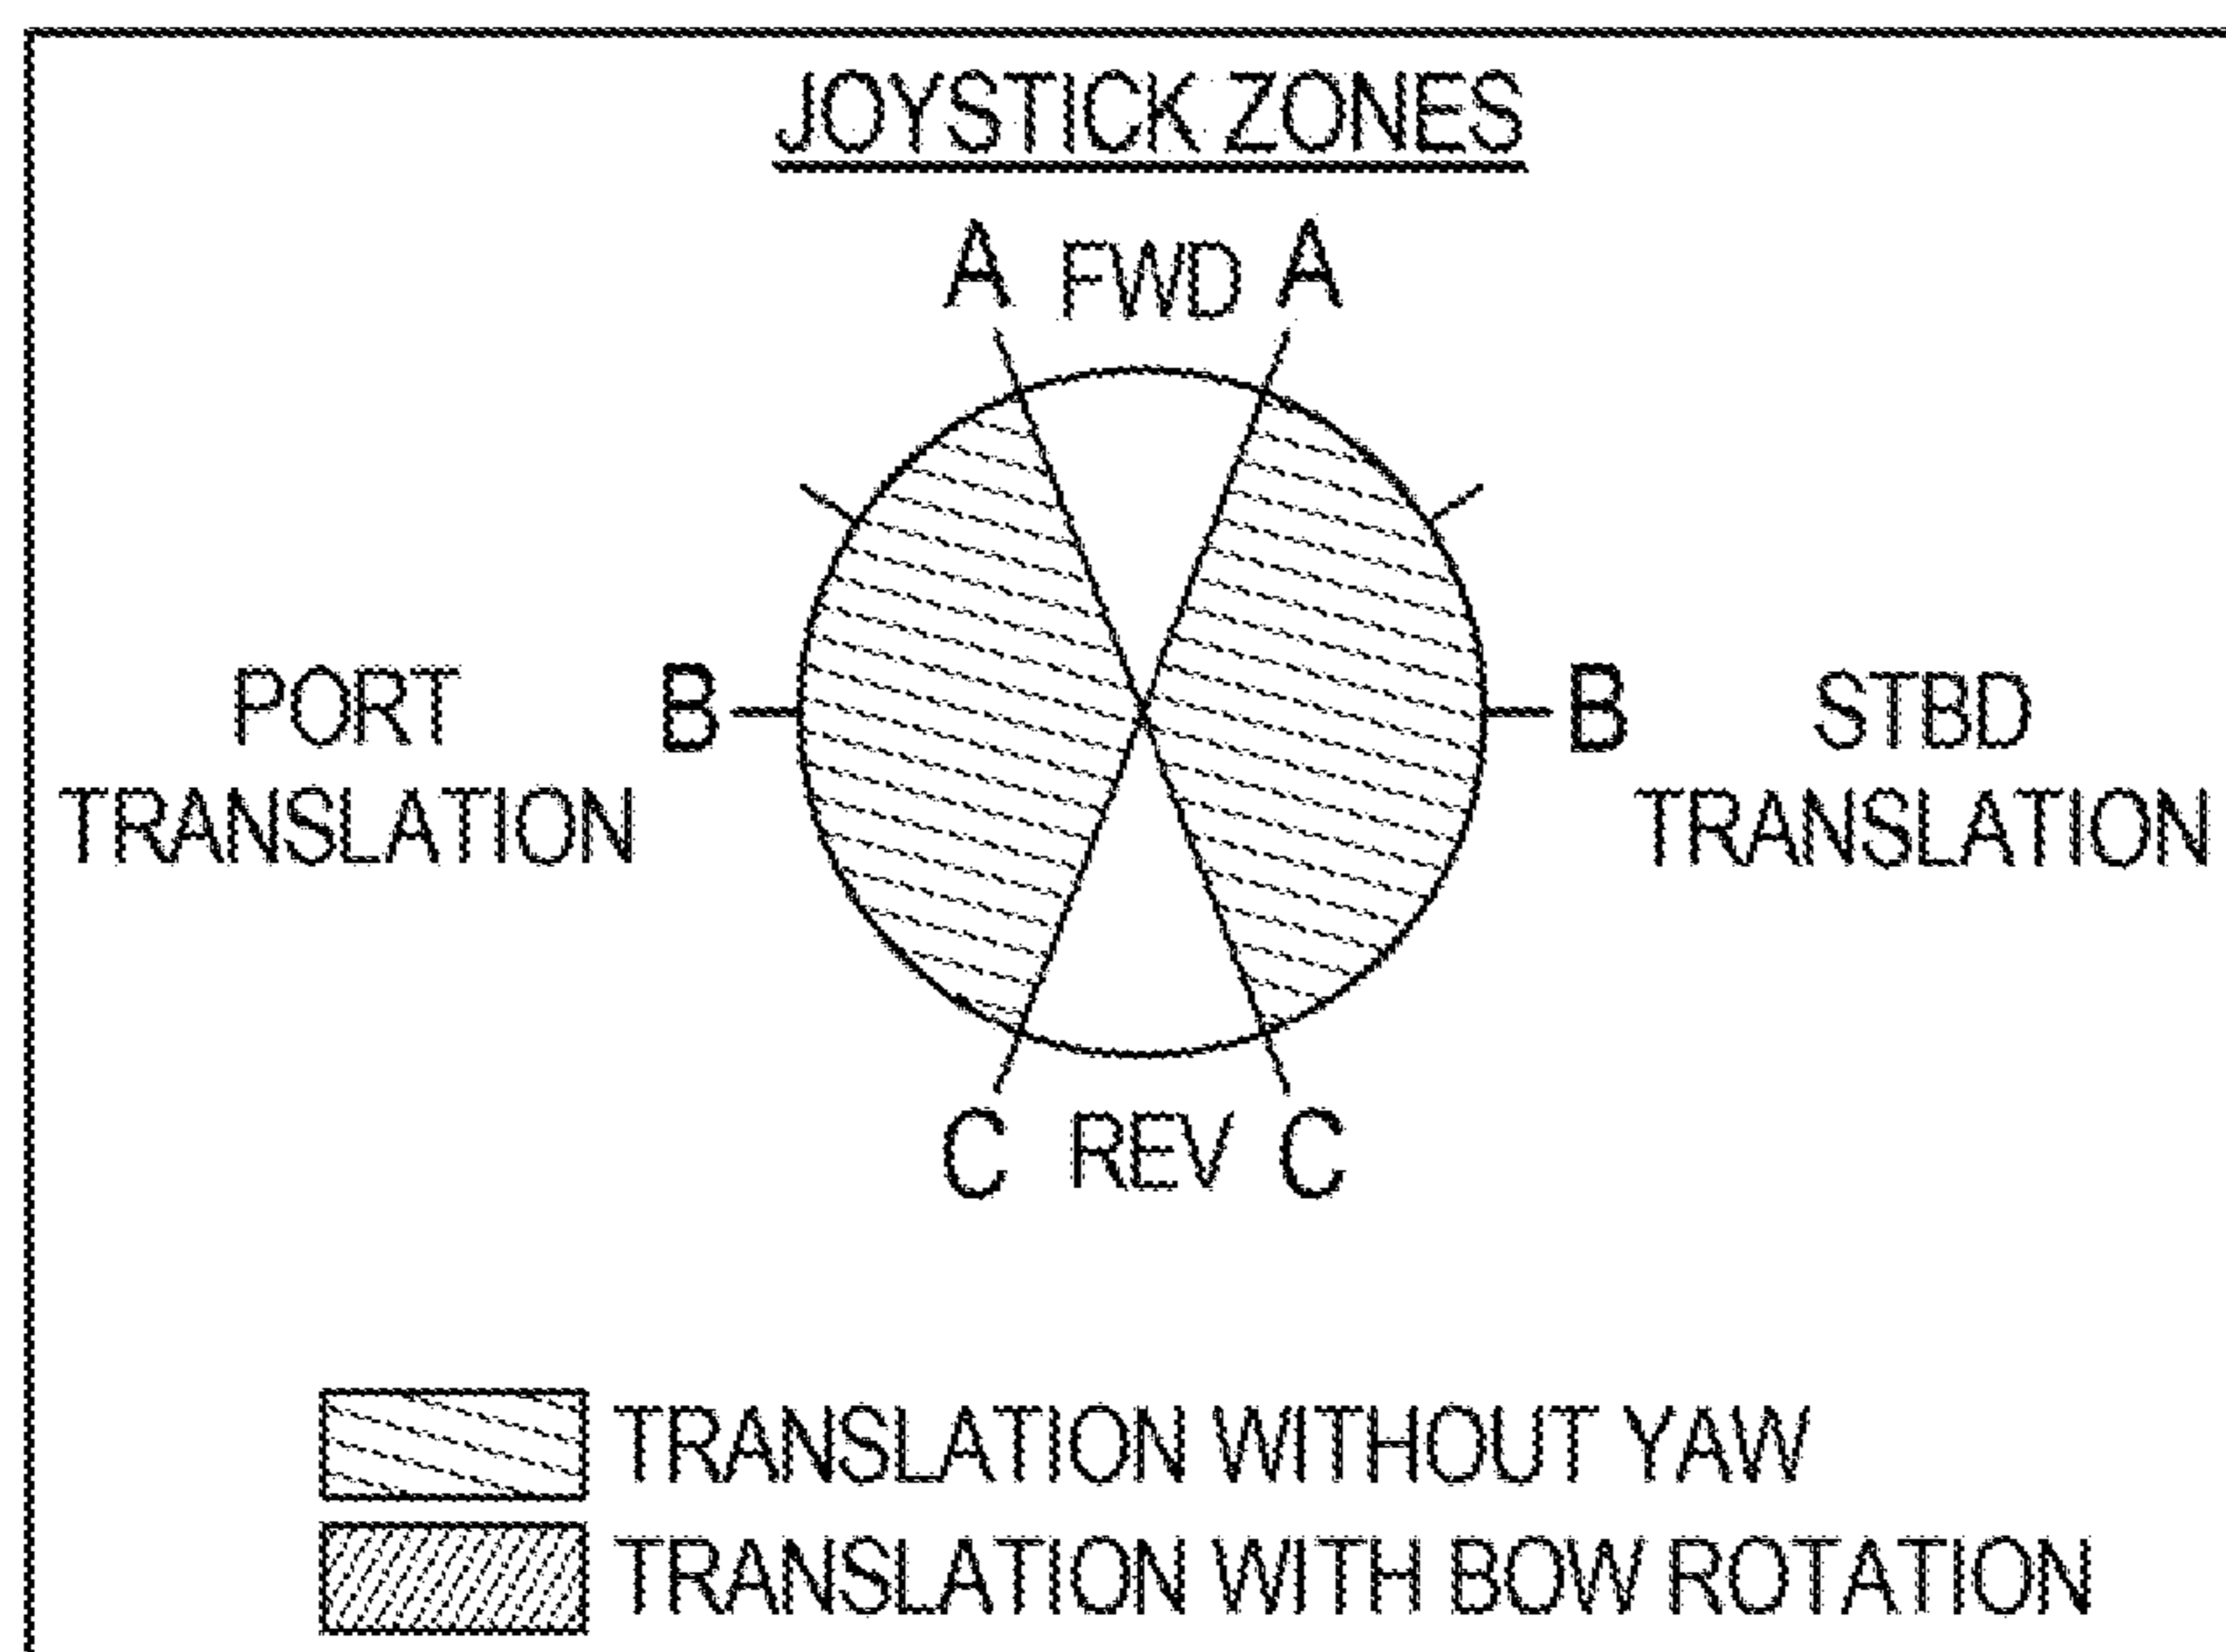 JOYSTICK ZONES
A FWD A
PORT TRANSLATION
B
B
STBD TRANSLATION
C REV C
TRANSLATION WITHOUT YAW
TRANSLATION WITH BOW ROTATION